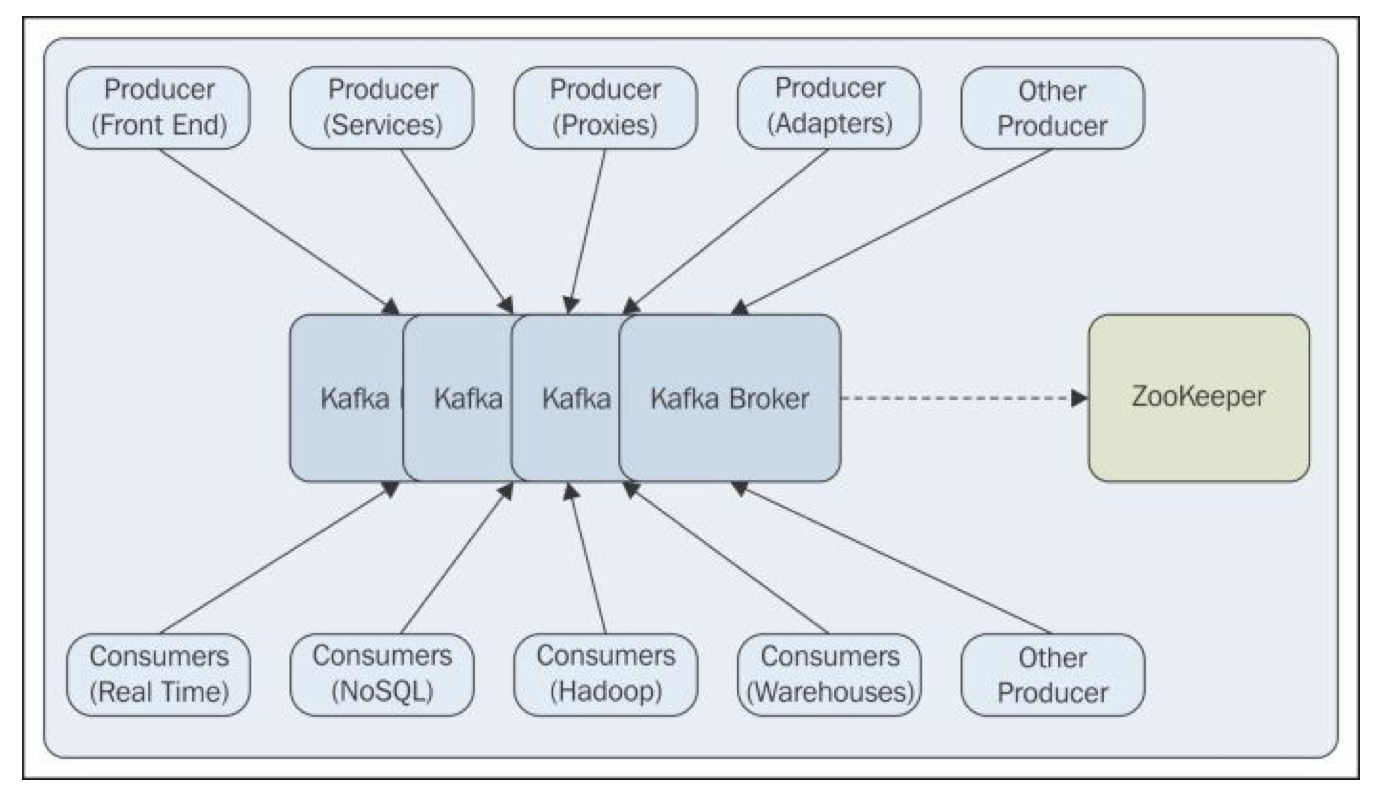 Producer
(Front End)
Producer
(Services)
Producer
(Proxies)
Producer
(Adapters)
Other
Producer
Kafka
Kafka
Kafka
Kafka Broker
ZooKeeper
Consumers
(Real Time)
Consumers
(NoSQL)
Consumers
(Hadoop)
Consumers
(Warehouses)
Other
Producer